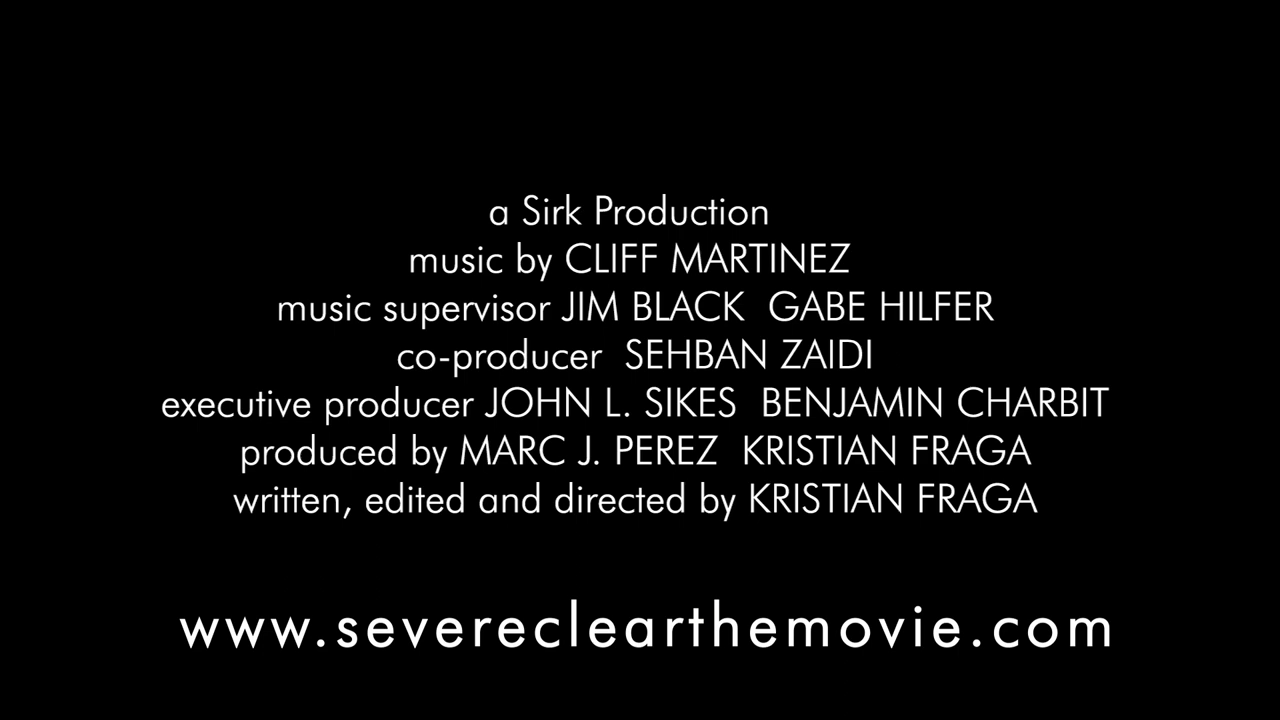 a Sirk Production
music by CLIFF MARTINEZ
music supervisor JIM BLACK  GABE HILFER
co-producer  SEHBAN ZAIDI
executive producer JOHN L. SIKES  BENJAMIN CHARBIT
produced by MARC J. PEREZ  KRISTIAN FRAGA
written, edited and directed by KRISTIAN FRAGA
www.severeclearthemovie.com